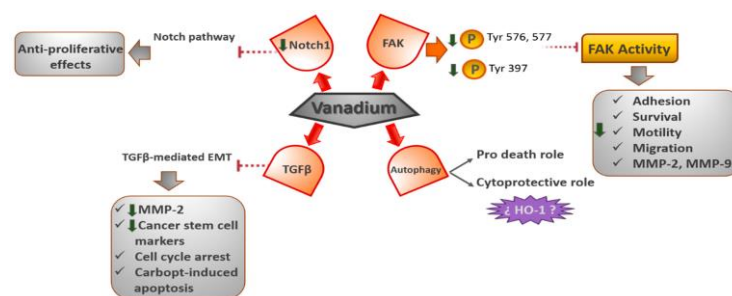 Anti-proliferative
effects
Notch pathway
Notch1
FAK
P Tyr 576, 577
P Tyr 397
FAK Activity
Adhesion
Survival
Motility
Migration
MMP-2, MMP-9
Vanadium
TGFβ-mediated EMT
TGFβ
Autophagy
Pro death role
Cytoprotective role
¿ HO-1 ?
MMP-2
Cancer stem cell
markers
Cell cycle arrest
Carbopt-induced
apoptosis